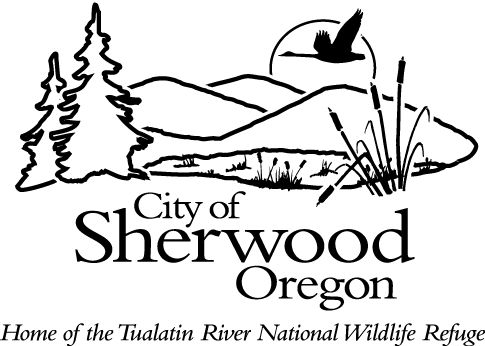 City of
Sherwood
Oregon
Home of the Tualatin River National Wildlife Refuge